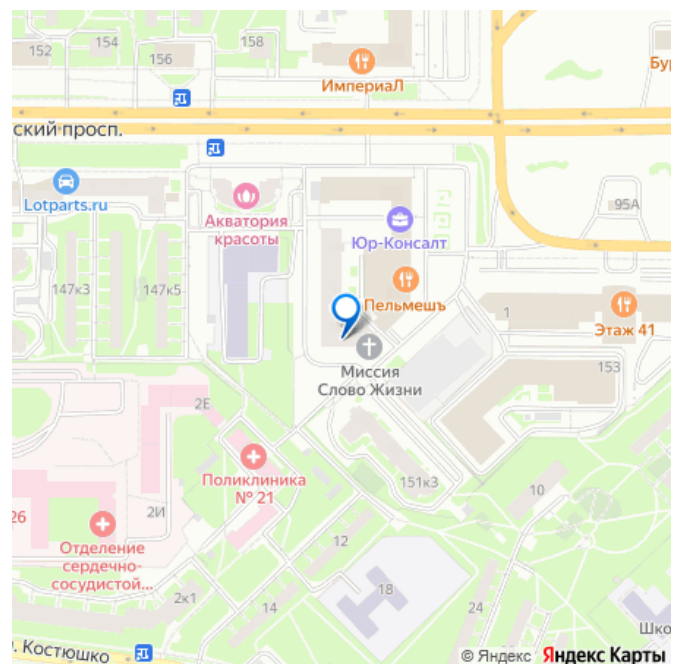 152
154
156
158
ИмпериаЛ
Бур
ский просп.
Lotparts.ru
Акватория
красоты
95А
Юр-Консалт
147к3
147к5
Пельмешъ
1
Этаж 41
Миссия
Слово Жизни
153
2Е
Поликлиника
№ 21
151к3
10
26
2И
Отделение
сердечно-
сосудистой...
12
18
2к1
14
24
Шко
л. Костюшко
© Яндекс Яндекс Карты